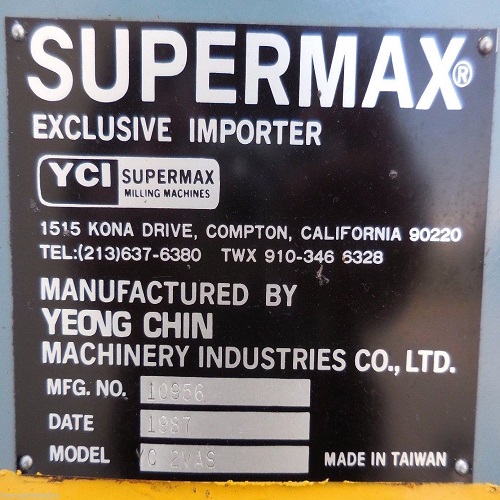 SUPERMAX®
EXCLUSIVE IMPORTER
YCI SUPERMAX
MILLING MACHINES
1515 KONA DRIVE, COMPTON, CALIFORNIA 90220
TEL:(213)637-6380 TWX 910-346 6328
MANUFACTURED BY
YEONG CHIN
MACHINERY INDUSTRIES CO., LTD.
MFG. NO. 10956
DATE 1987
MODEL YC 2VAS
MADE IN TAIWAN